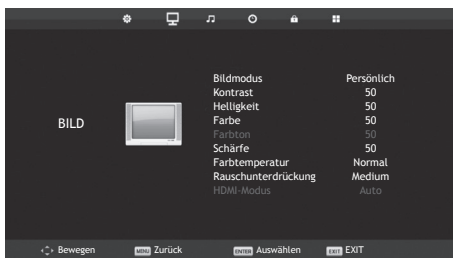 BILD
Bildmodus Persönlich
Kontrast 50
Helligkeit 50
Farbe 50
Farbton 50
Schärfe 50
Farbtemperatur Normal
Rauschunterdrückung Medium
HDMI-Modus Auto
Bewegen MENU Zurück ENTER Auswählen EXIT EXIT